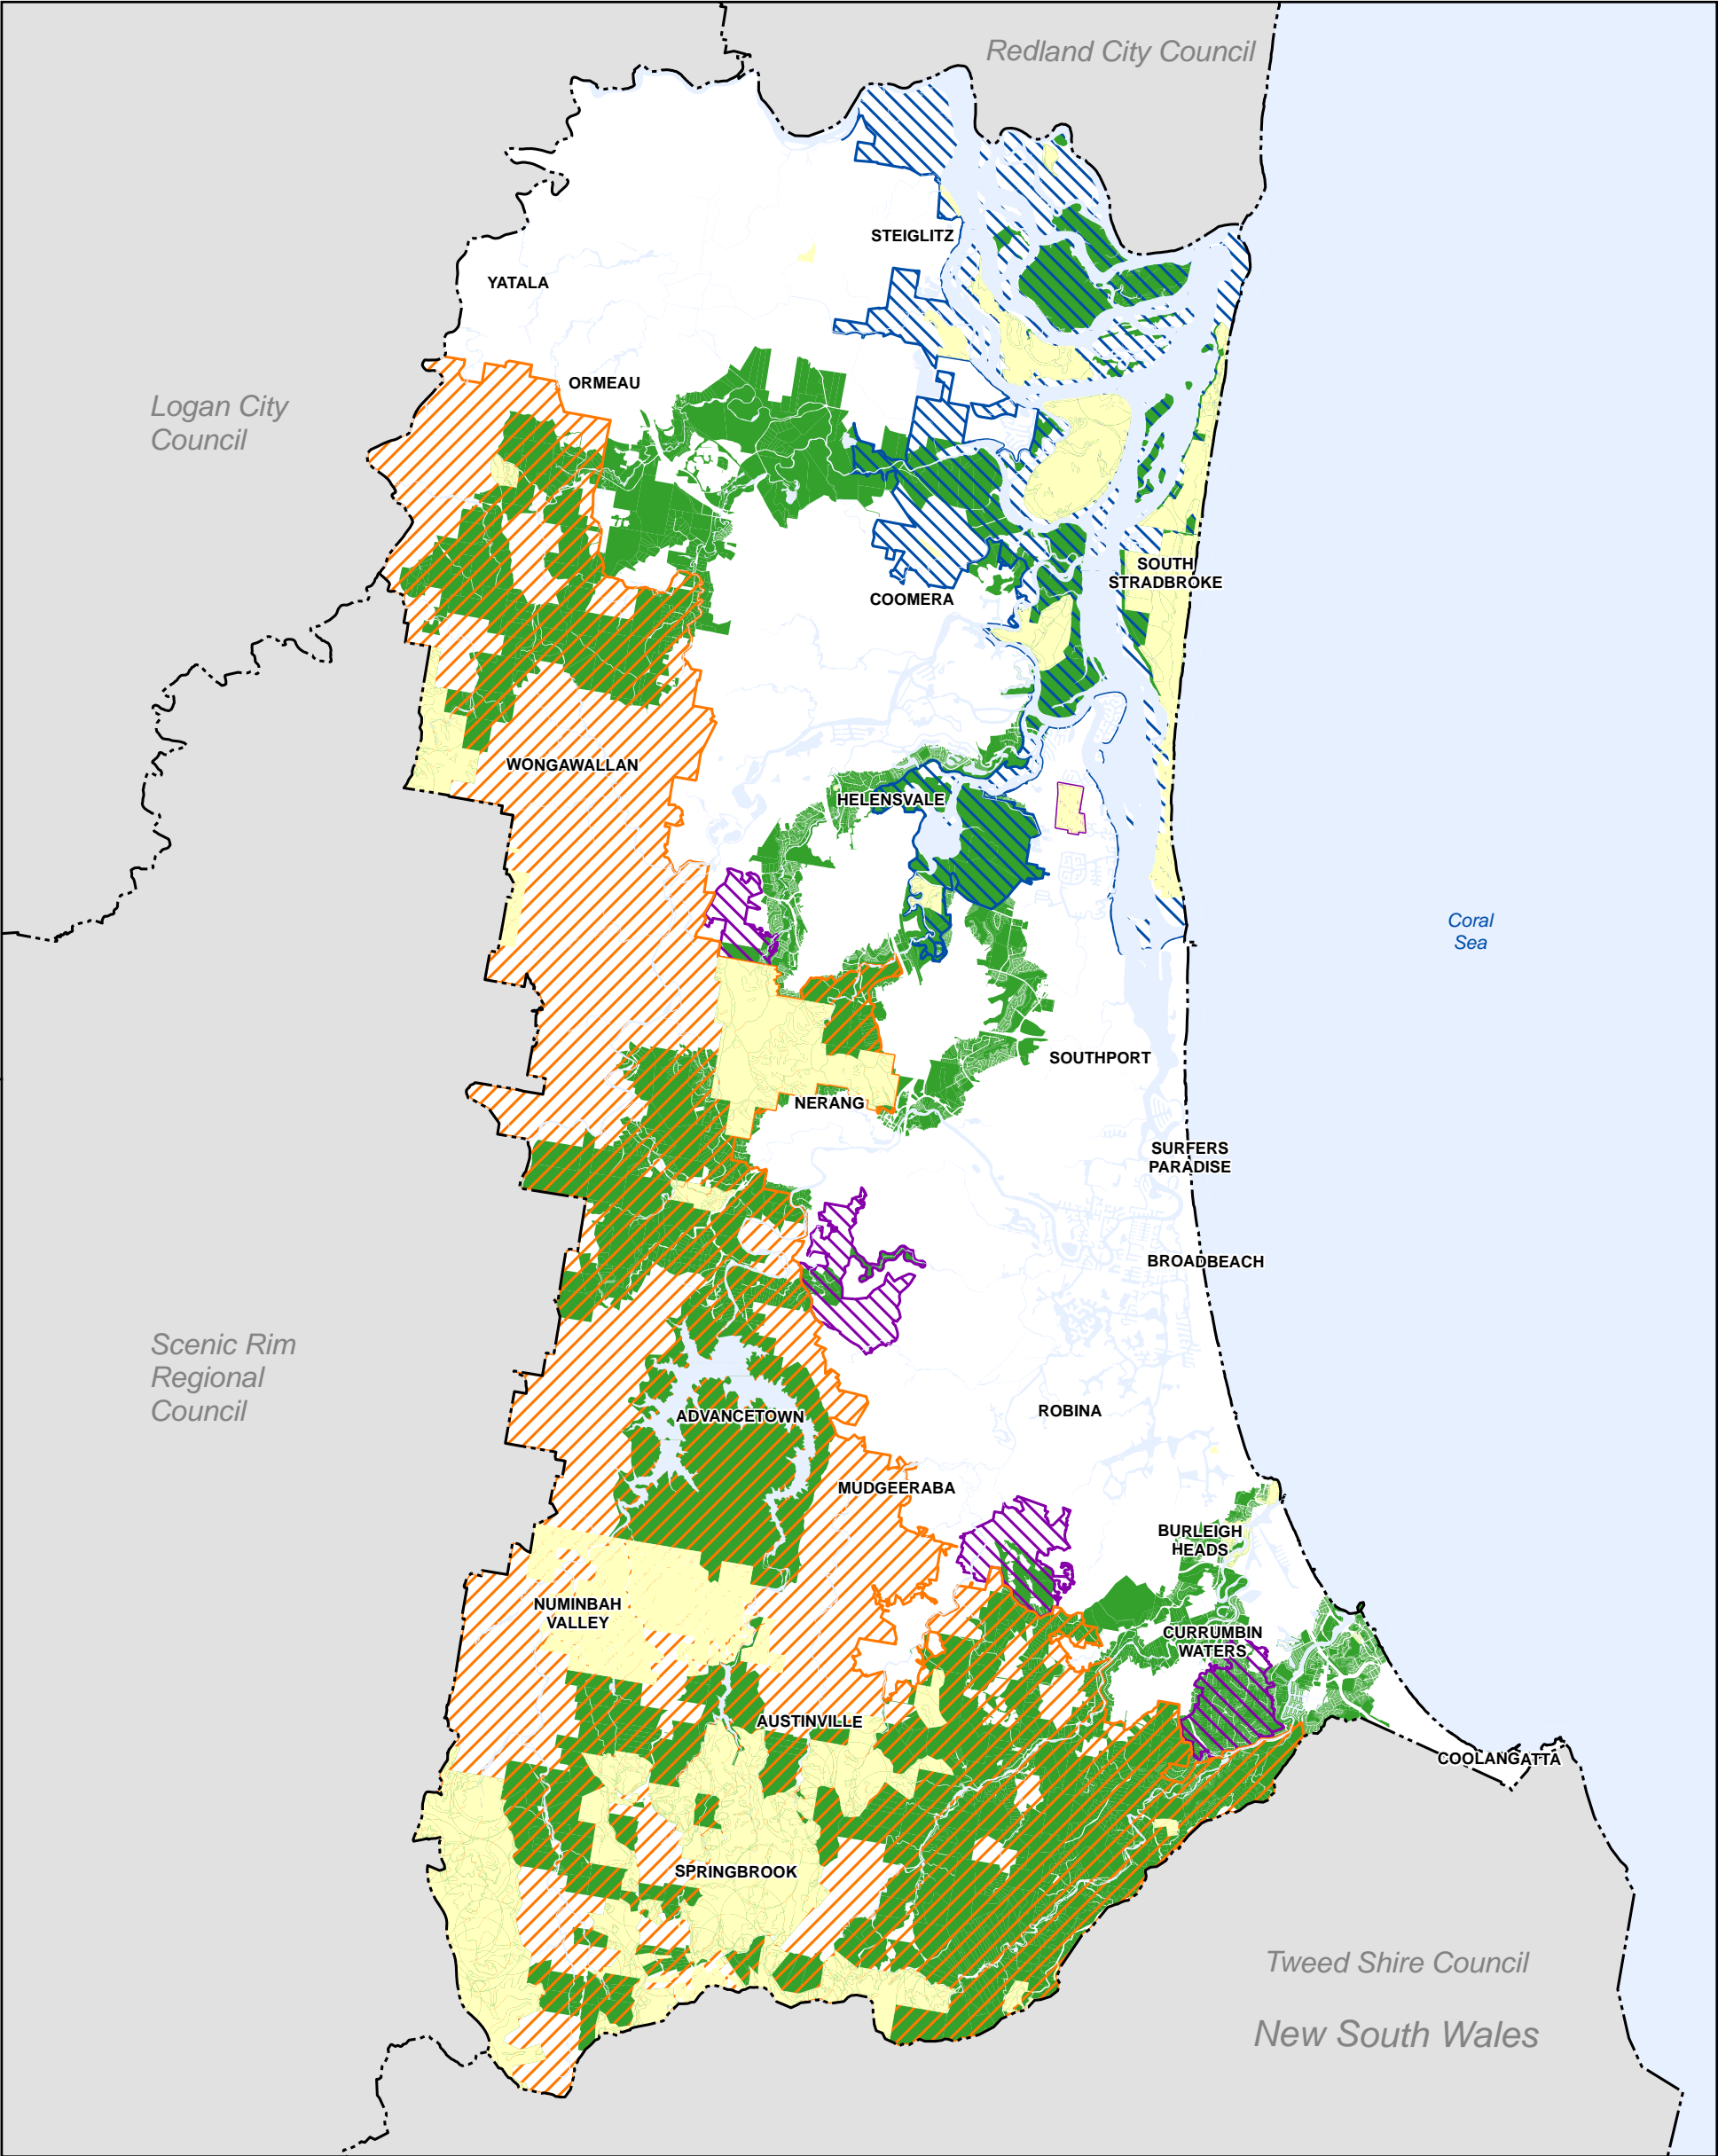 Redland City Council
STEIGLITZ
YATALA
ORMEAU
Logan City
Council
SOUTH
STRADBROKE
COOMERA
WONGAWALLAN
HELENSVALE
Coral
Sea
SOUTHPORT
NERANG
SURFERS
PARADISE
BROADBEACH
Scenic Rim
Regional
Council
ROBINA
ADVANCETOWN
MUDGEERABA
BURLEIGH
HEADS
NUMINBAH
VALLEY
CURRUMBIN
WATERS
AUSTINVILLE
COOLANGATTA
SPRINGBROOK
Tweed Shire Council
New South Wales